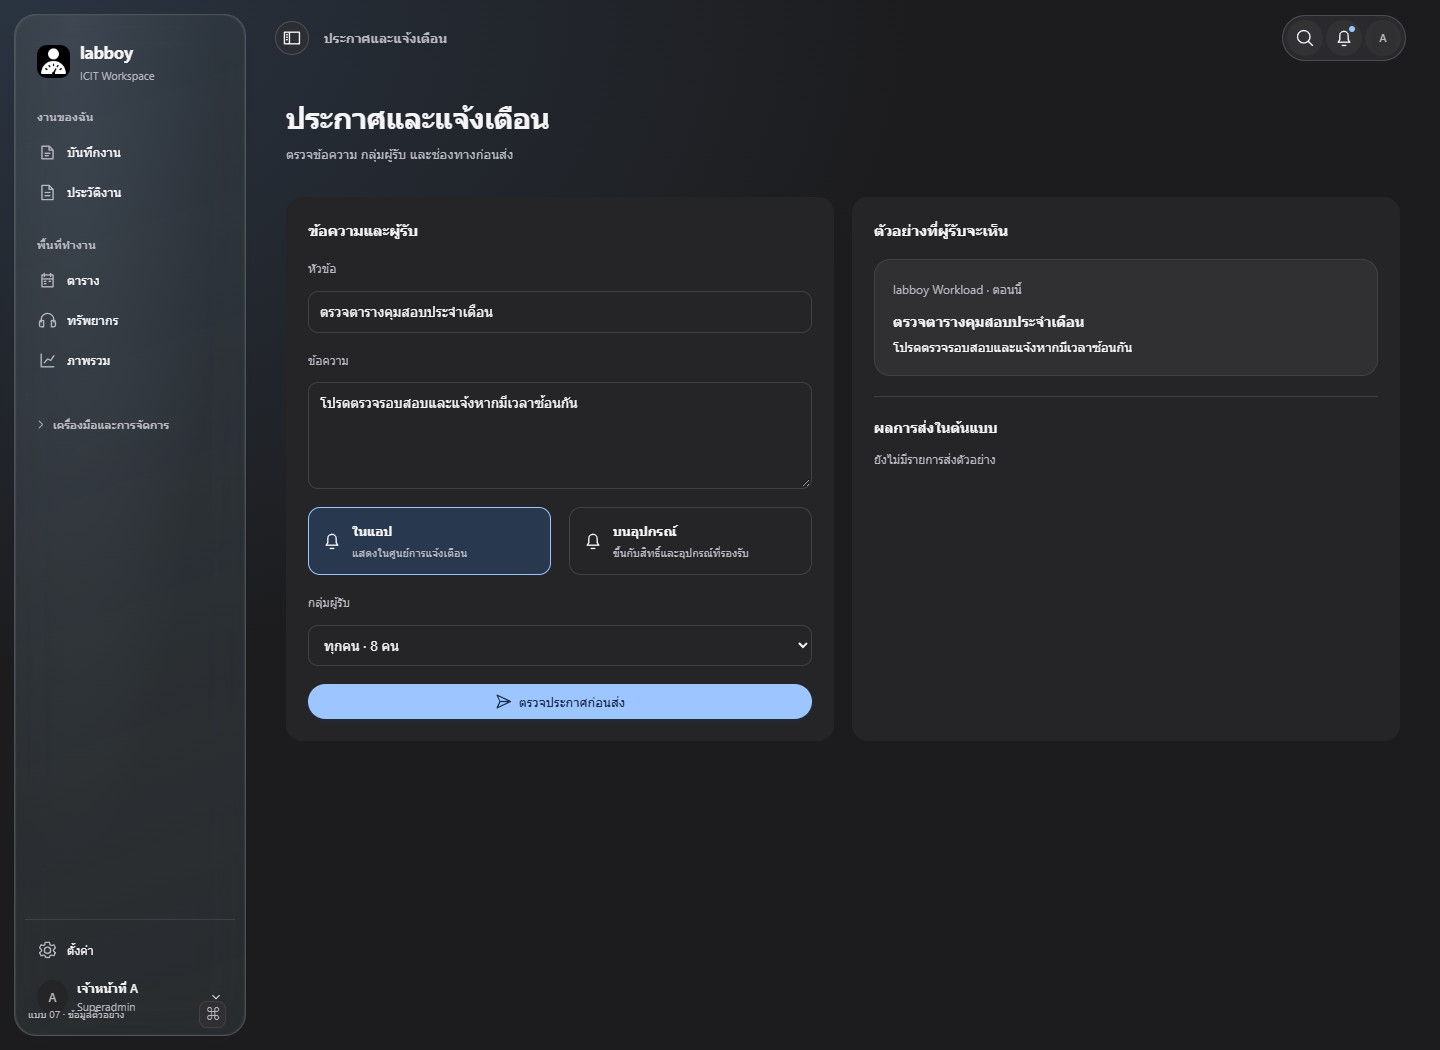 labboy
ICIT Workspace
งานของฉัน
บันทึกงาน
ประวัติงาน
พื้นที่ทำงาน
ตาราง
ทรัพยากร
ภาพรวม
เครื่องมือและการจัดการ
ตั้งค่า
A
เจ้าหน้าที่ A
Superadmin
แบบ 07 · ข้อมูลตัวอย่าง
⌘
ประกาศและแจ้งเตือน
A
ประกาศและแจ้งเตือน
ตรวจข้อความ กลุ่มผู้รับ และช่องทางก่อนส่ง
ข้อความและผู้รับ
หัวข้อ
ตรวจตารางคุมสอบประจำเดือน
ข้อความ
โปรดตรวจรอบสอบและแจ้งหากมีเวลาซ้อนกัน
ในแอป
แสดงในศูนย์การแจ้งเตือน
บนอุปกรณ์
ขึ้นกับสิทธิ์และอุปกรณ์ที่รองรับ
กลุ่มผู้รับ
ทุกคน · 8 คน
ตรวจประกาศก่อนส่ง
ตัวอย่างที่ผู้รับจะเห็น
labboy Workload · ตอนนี้
ตรวจตารางคุมสอบประจำเดือน
โปรดตรวจรอบสอบและแจ้งหากมีเวลาซ้อนกัน
ผลการส่งในต้นแบบ
ยังไม่มีรายการส่งตัวอย่าง